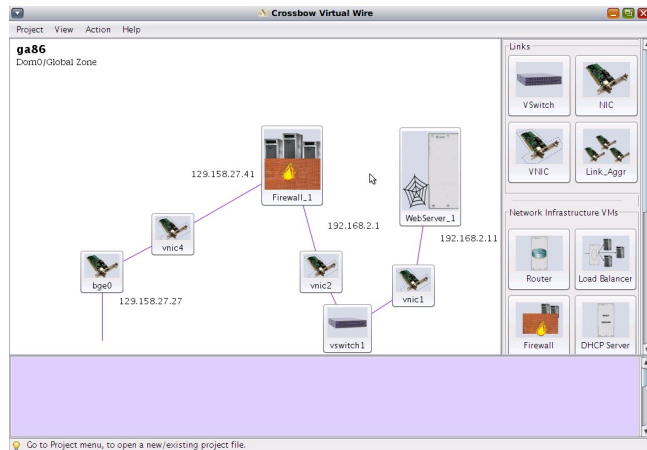 Crossbow Virtual Wire
Project View Action Help
ga86
Dom0/Global Zone
129.158.27.41
Firewall_1
WebServer_1
192.168.2.1
192.168.2.11
vnic4
bge0
129.158.27.27
vnic2
vnic1
vswitch1
Links
VSwitch
NIC
VNIC
Link_Aggr
Network Infrastructure VMs
Router
Load Balancer
Firewall
DHCP Server
Go to Project menu, to open a new/existing project file.